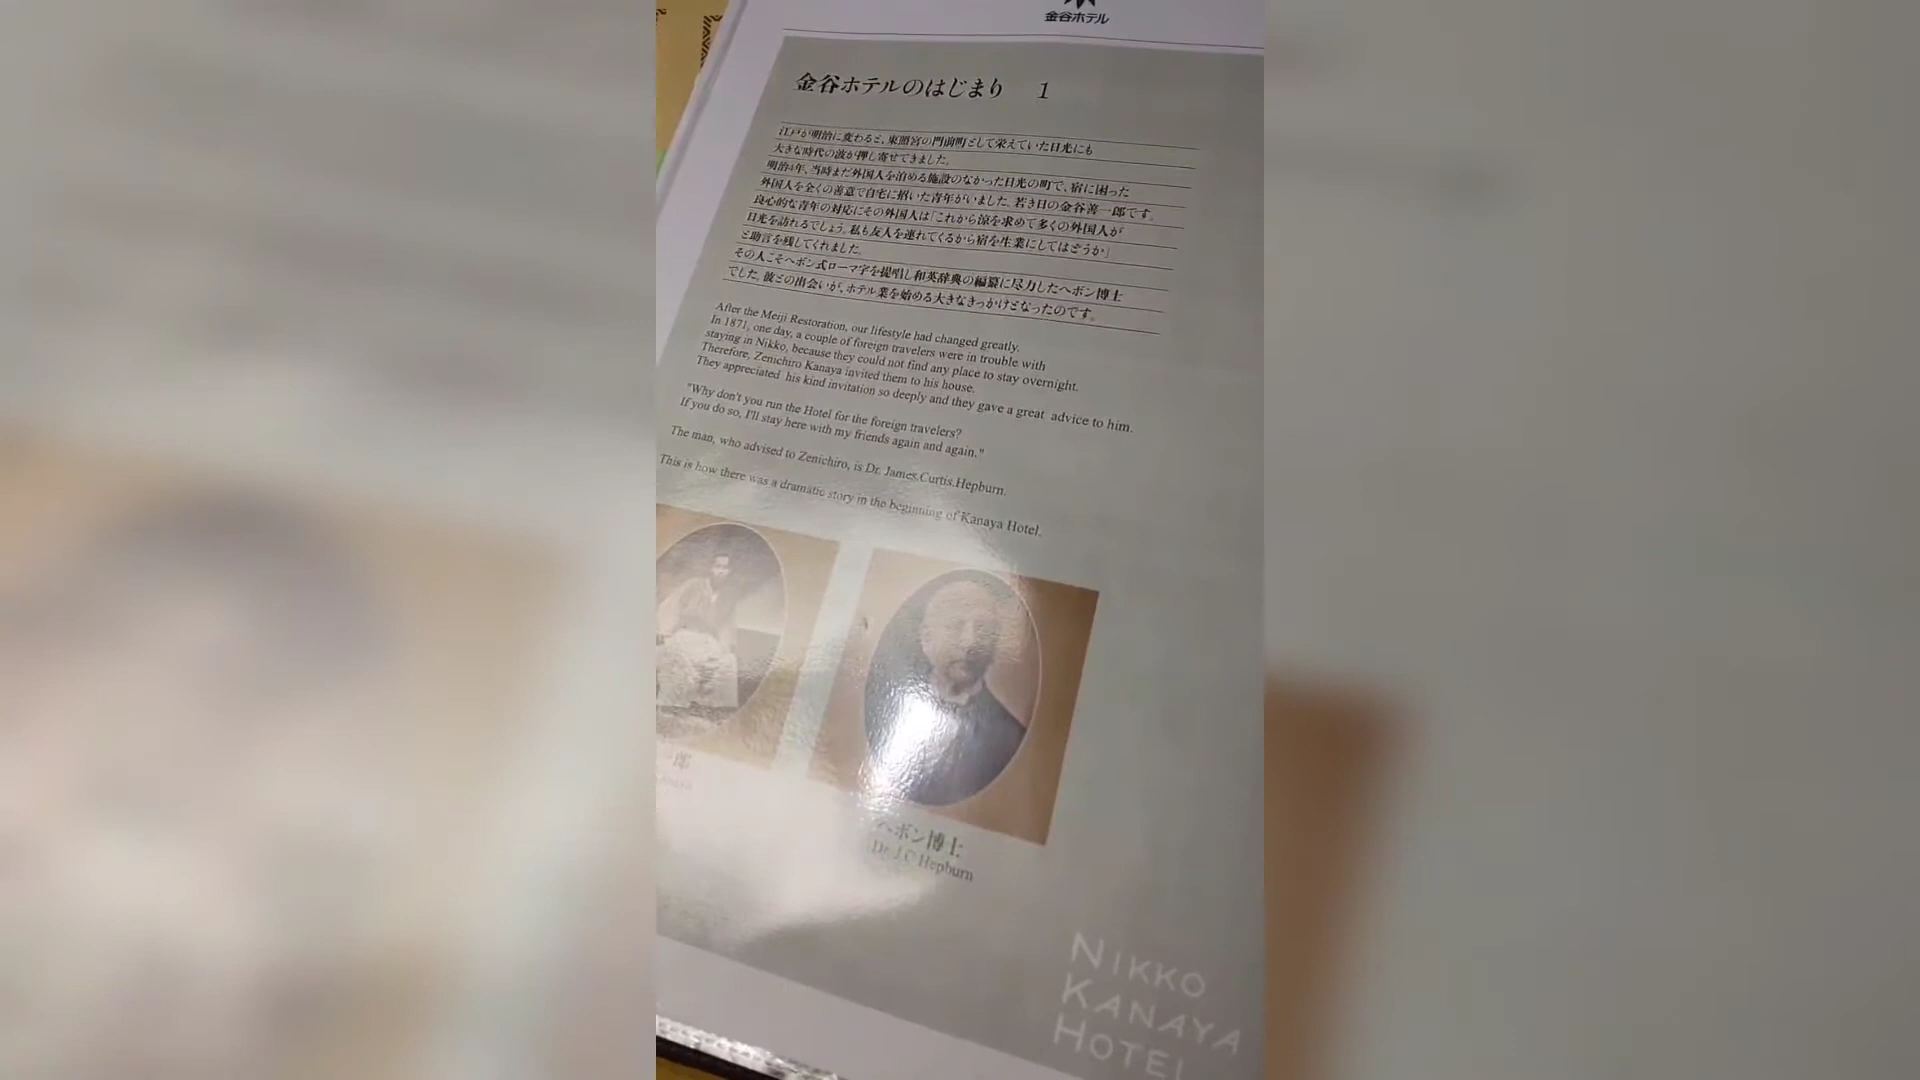 金谷ホテル
金谷ホテルのはじまり 1
江戸が明治に変わると、東照宮の門前町として栄えていた日光にも
大きな時代の波が押し寄せてきました。
明治4年、当時まだ外国人を泊める施設のなかった日光の町で、宿に困った
外国人を全くの善意で自宅に招いた青年がいました。若き日の金谷善一郎です。
良心的な青年の対応にその外国人は「これから涼を求めて多くの外国人が
日光を訪れるでしょう。私も友人を連れてくるから宿を生業にしてはどうか」
と助言を残してくれました。
その人こそヘボン式ローマ字を提唱し和英辞典の編纂に尽力したヘボン博士
でした。彼との出会いが、ホテル業を始める大きなきっかけとなったのです。
After the Meiji Restoration, our lifestyle had changed greatly.
In 1871, one day, a couple of foreign travelers were in trouble with
staying in Nikko, because they could not find any place to stay overnight.
Therefore, Zenichiro Kanaya invited them to his house.
They appreciated his kind invitation so deeply and they gave a great advice to him.
"Why don't you run the Hotel for the foreign travelers?
If you do so, I'll stay here with my friends again and again."
The man, who advised to Zenichiro, is Dr. James.Curtis.Hepburn.
This is how there was a dramatic story in the beginning of Kanaya Hotel.
一郎
ヘボン博士
Dr. J.C Hepburn
NIKKO
KANAYA
HOTEL